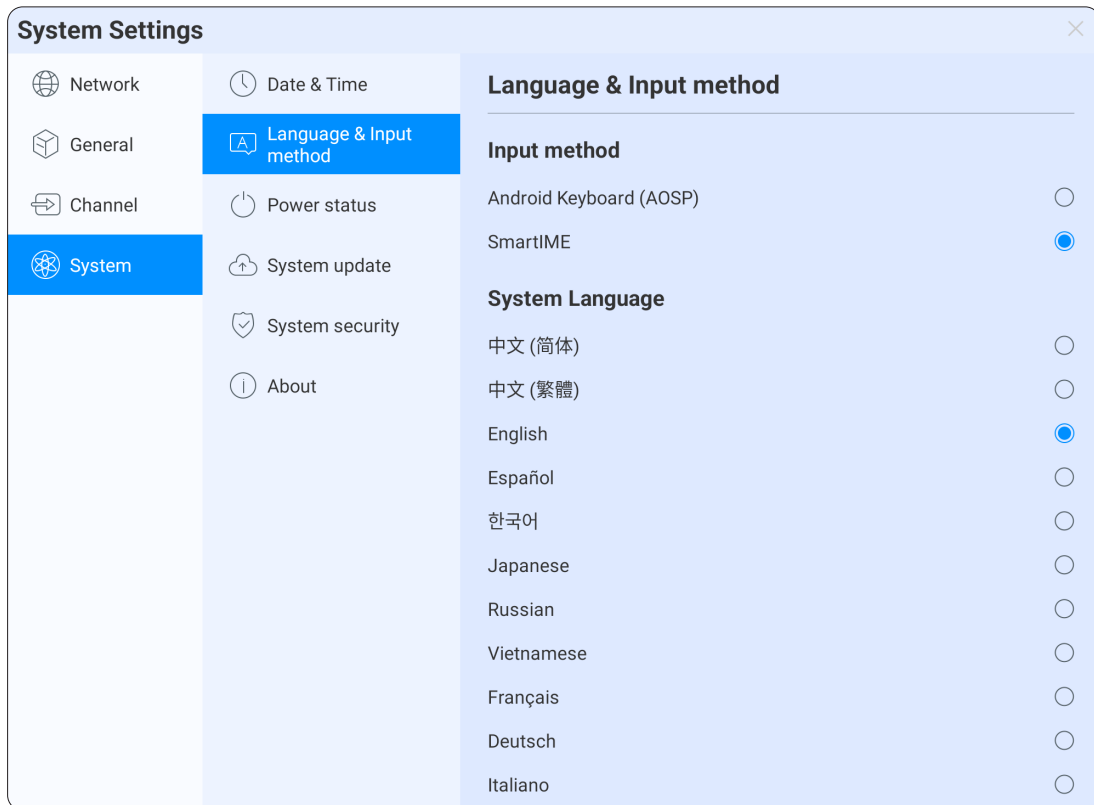 System Settings
Network
General
Channel
System
Date & Time
Language & Input
method
Power status
System update
System security
About
Language & Input method
Input method
Android Keyboard (AOSP)
SmartIME
System Language
中文 (简体)
中文 (繁體)
English
Español
한국어
Japanese
Russian
Vietnamese
Français
Deutsch
Italiano